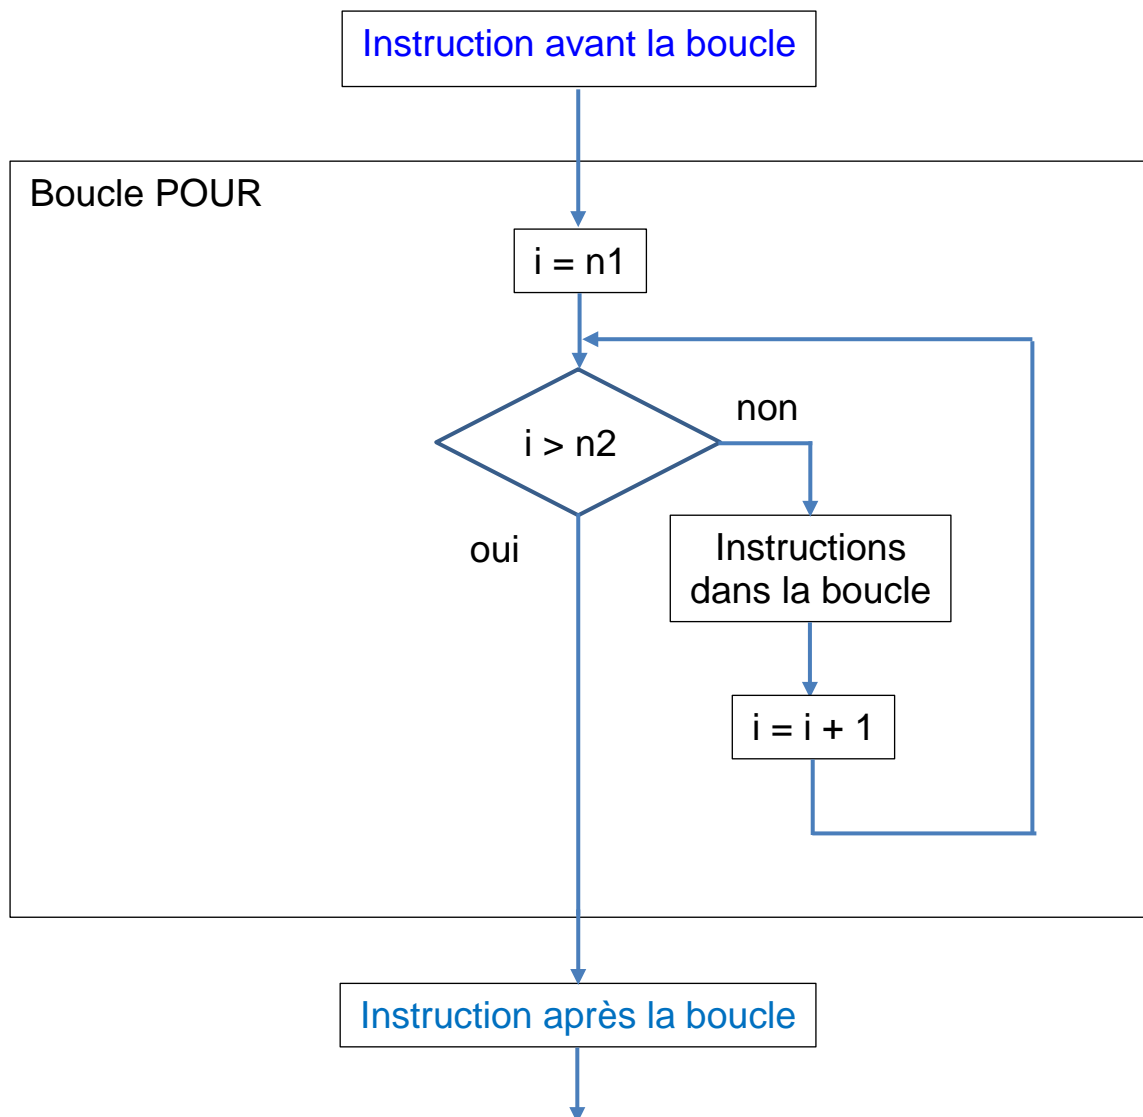 Instruction avant la boucle
Boucle POUR
i = n1
non
i > n2
oui
Instructions
dans la boucle
i = i + 1
Instruction après la boucle